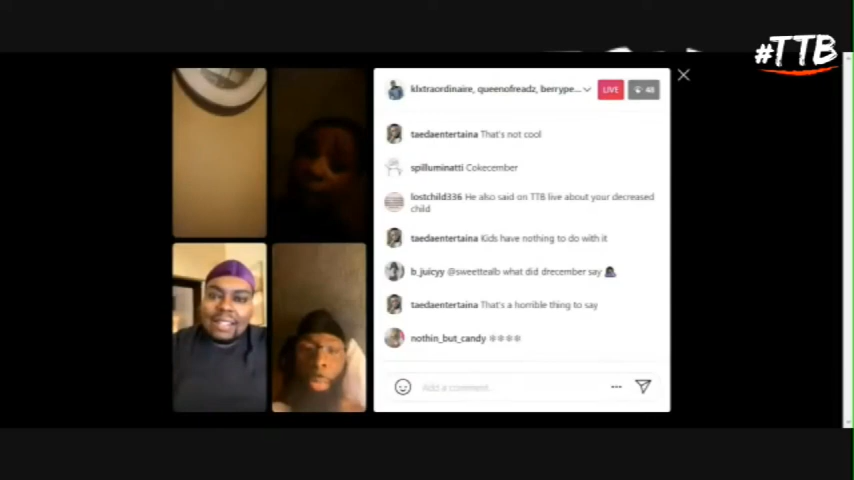 #TTB
klxtraordinaire, queenofreadz, berrype...
LIVE
48
taedaentertaina That's not cool
spilluminatti Cokecember
lostchild336 He also said on TTB live about your decreased
child
taedaentertaina Kids have nothing to do with it
b_juicyy @sweettealb what did drecember say
taedaentertaina That's a horrible thing to say
nothin_but_candy
Add a comment...